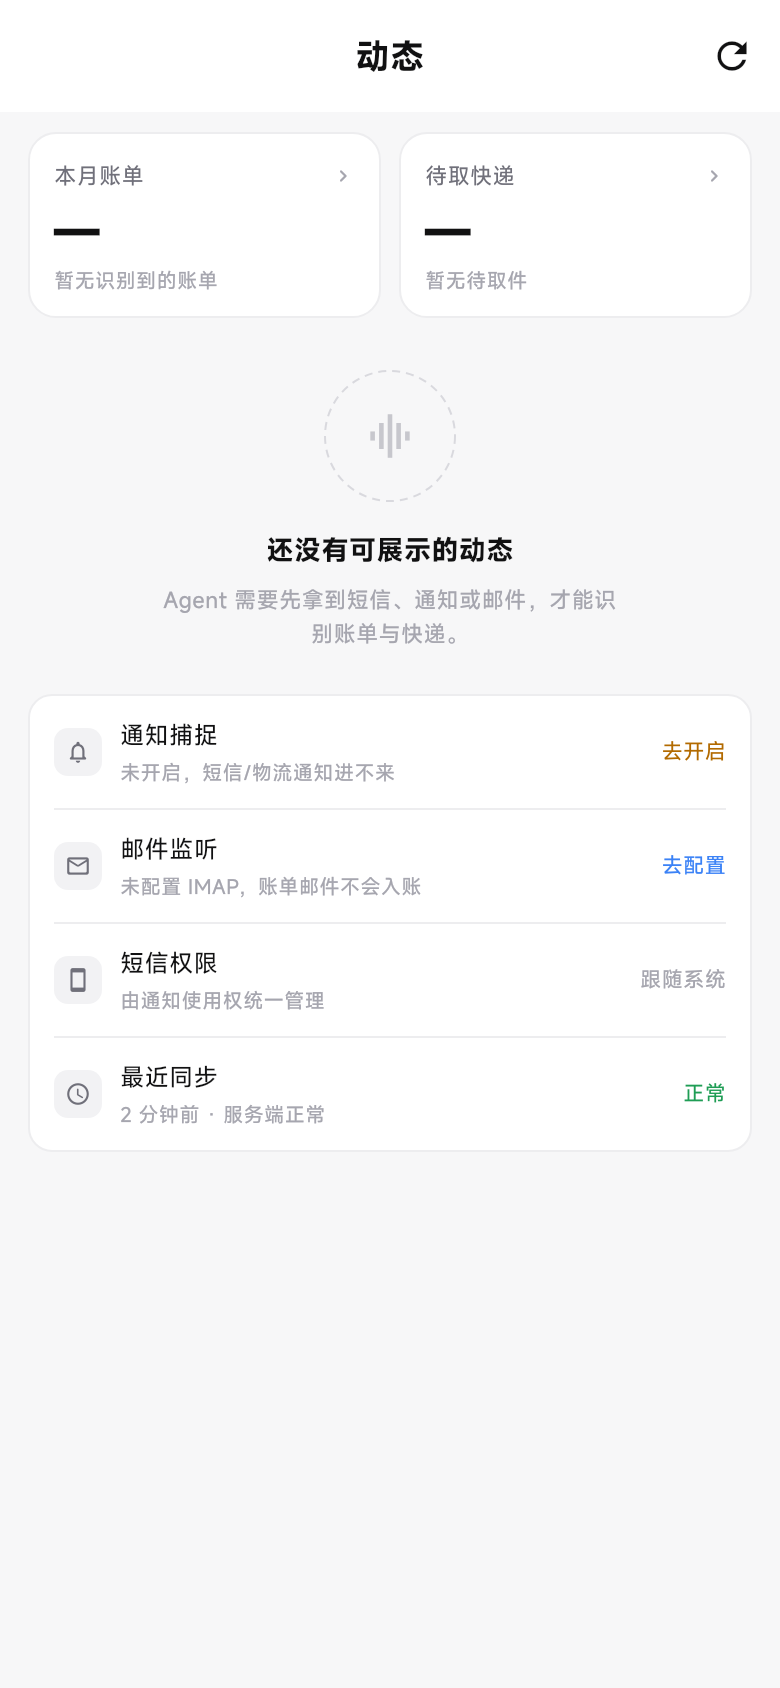 动态
本月账单
—
暂无识别到的账单
待取快递
—
暂无待取件
还没有可展示的动态
Agent 需要先拿到短信、通知或邮件，才能识
别账单与快递。
通知捕捉
未开启，短信/物流通知进不来
去开启
邮件监听
未配置 IMAP，账单邮件不会入账
去配置
短信权限
由通知使用权统一管理
跟随系统
最近同步
2 分钟前 · 服务端正常
正常